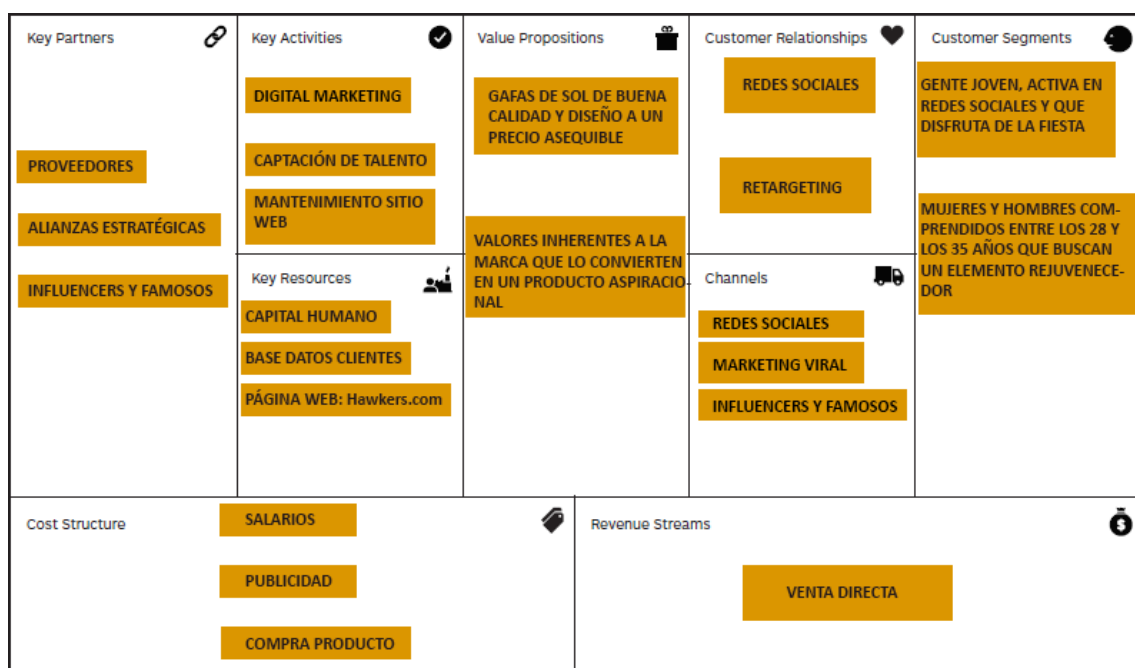 Key Partners
PROVEEDORES
ALIANZAS ESTRATÉGICAS
INFLUENCERS Y FAMOSOS
Key Activities
DIGITAL MARKETING
CAPTACIÓN DE TALENTO
MANTENIMIENTO SITIO
WEB
Key Resources
CAPITAL HUMANO
BASE DATOS CLIENTES
PÁGINA WEB: Hawkers.com
Value Propositions
GAFAS DE SOL DE BUENA
CALIDAD Y DISEÑO A UN
PRECIO ASEQUIBLE
VALORES INHERENTES A LA
MARCA QUE LO CONVIERTEN
EN UN PRODUCTO ASPIRACIO-
NAL
Customer Relationships
REDES SOCIALES
RETARGETING
Channels
REDES SOCIALES
MARKETING VIRAL
INFLUENCERS Y FAMOSOS
Customer Segments
GENTE JOVEN, ACTIVA EN
REDES SOCIALES Y QUE
DISFRUTA DE LA FIESTA
MUJERES Y HOMBRES COM-
PRENDIDOS ENTRE LOS 28 Y
LOS 35 AÑOS QUE BUSCAN
UN ELEMENTO REJUVENECE-
DOR
Cost Structure
SALARIOS
PUBLICIDAD
COMPRA PRODUCTO
Revenue Streams
$
VENTA DIRECTA